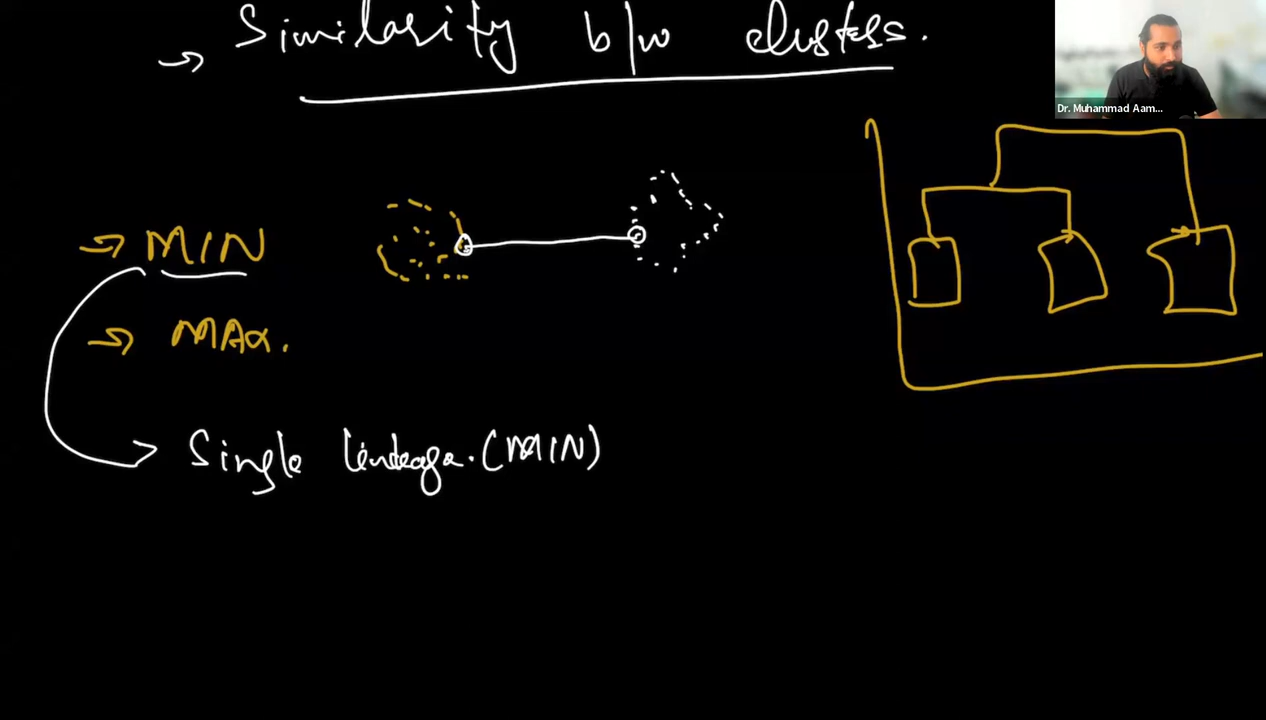 → Similarity b/w clusters.
Dr. Muhammad Aam...
→ MIN
→ MAX.
Single linkage. (MIN)